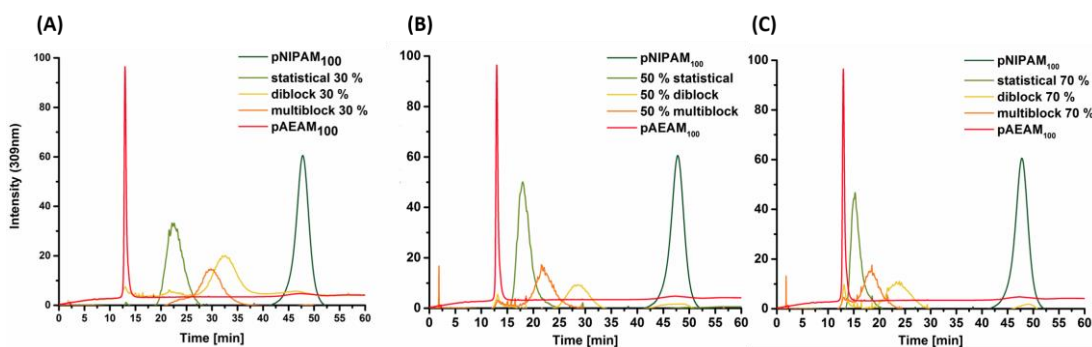 (A)
(B)
(C)
pNIPAM100
statistical 30 %
diblock 30 %
multiblock 30 %
pAEAM100
Intensity (309nm)
100
80
60
40
20
0
0 5 10 15 20 25 30 35 40 45 50 55 60
Time [min]
pNIPAM100
50 % statistical
50 % diblock
50 % multiblock
pAEAM100
100
80
60
40
20
0
0 5 10 15 20 25 30 35 40 45 50 55 60
Time [min]
pNIPAM100
statistical 70 %
diblock 70 %
multiblock 70 %
pAEAM100
100
80
60
40
20
0
0 5 10 15 20 25 30 35 40 45 50 55 60
Time [min]